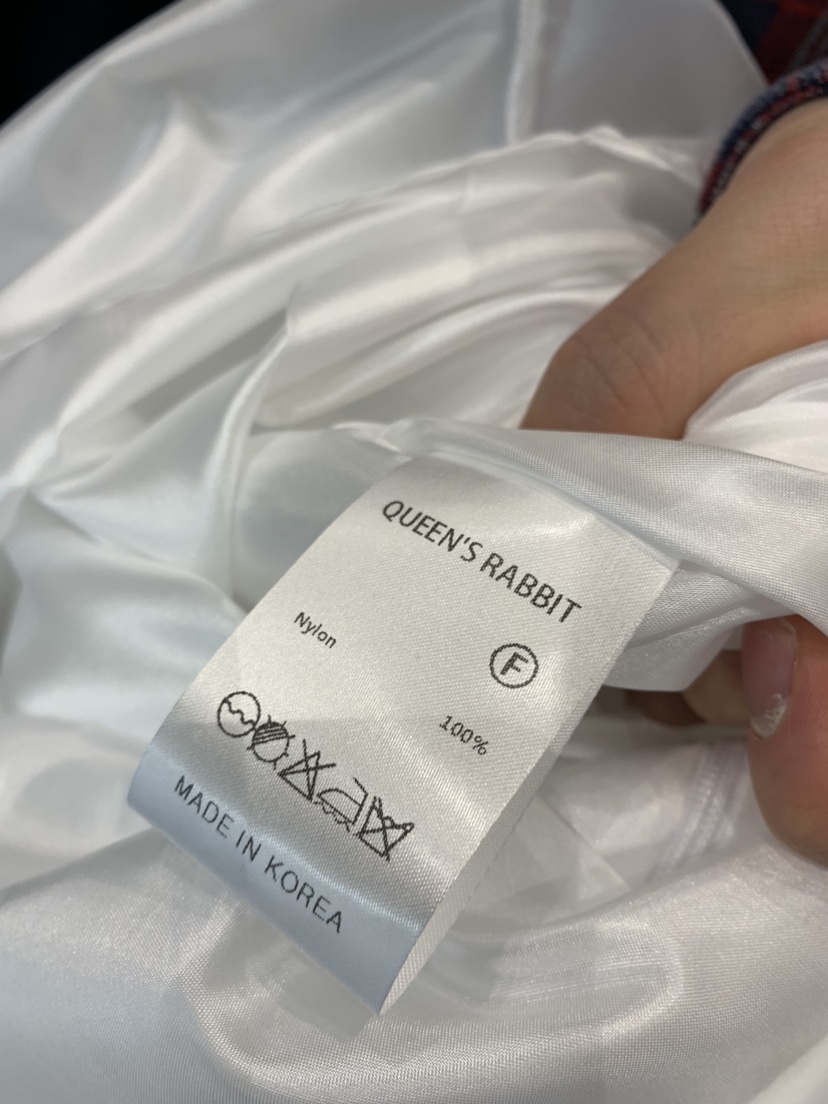 QUEEN'S RABBIT
F
Nylon
100%
MADE IN KOREA